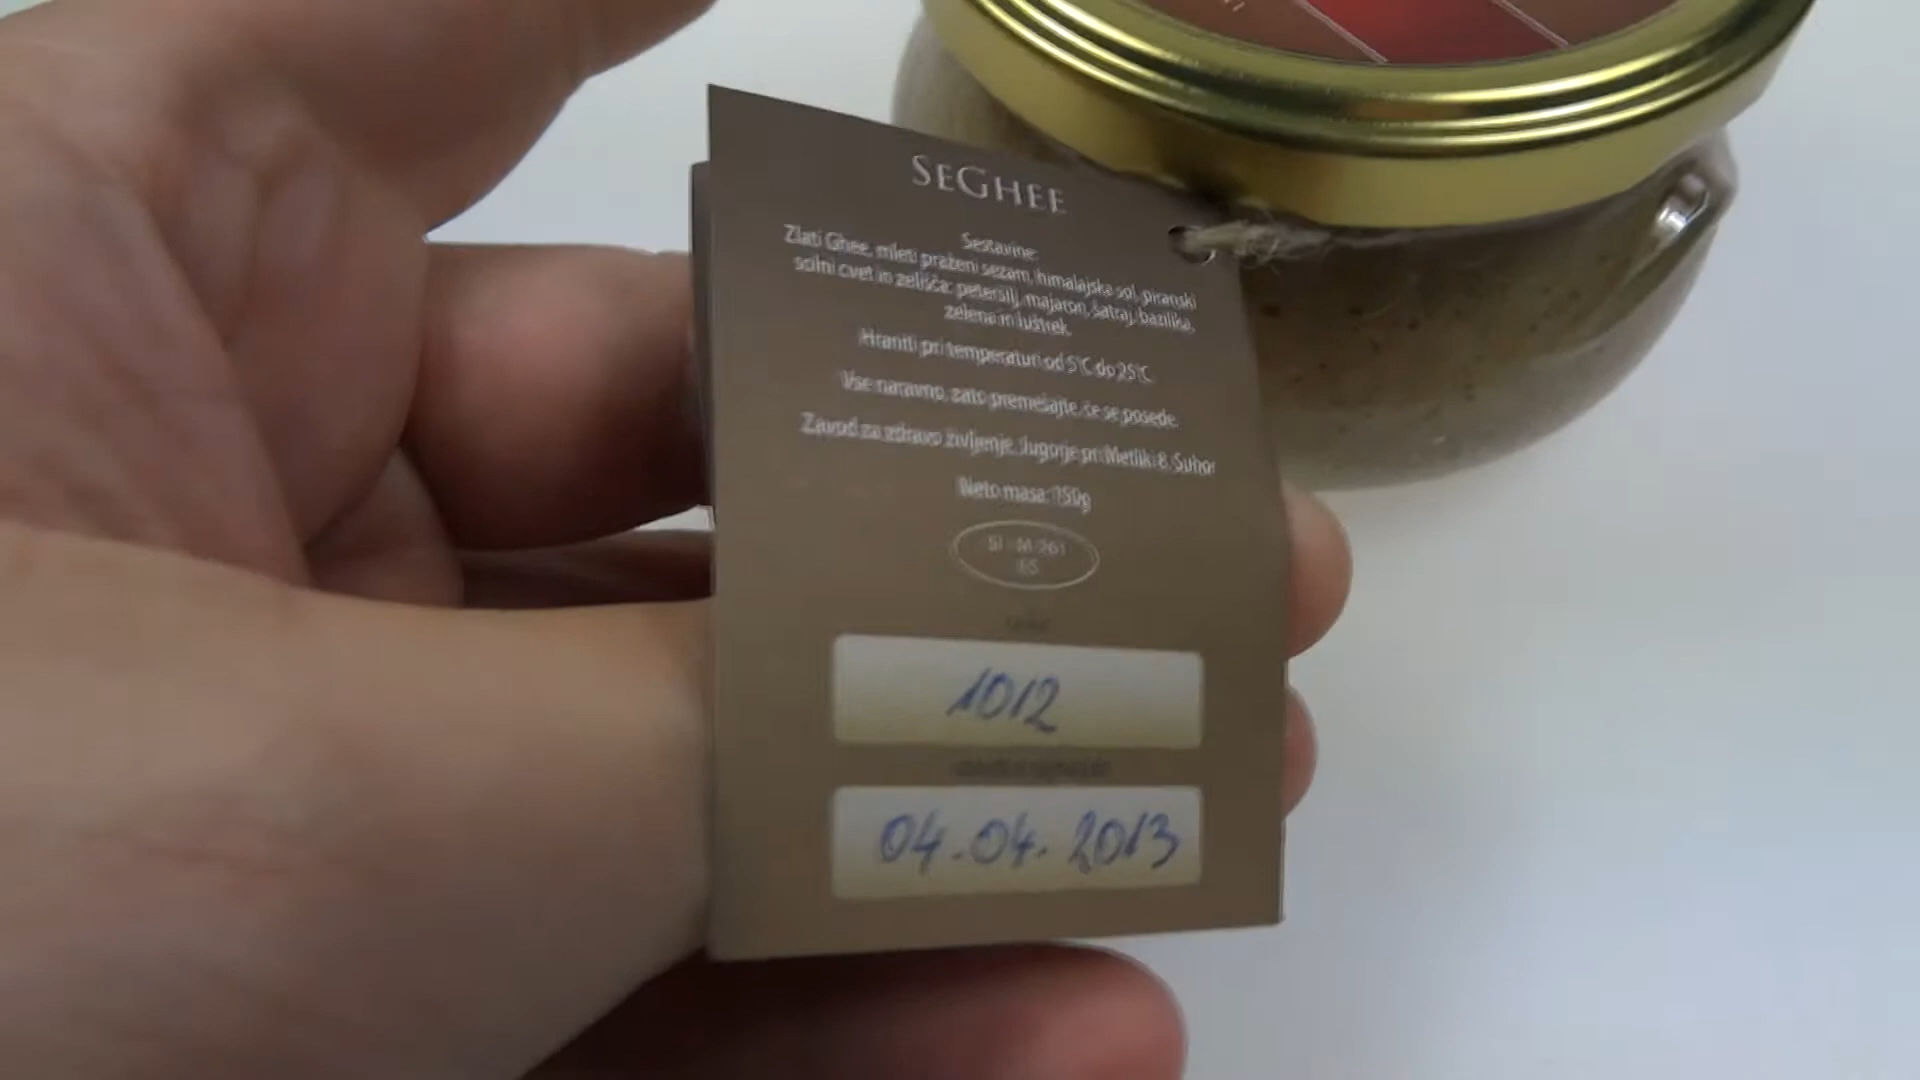 SEGHEE
Sestavine:
Zlati Ghee, mleti praženi sezam, himalajska sol, piranski
solni cvet in zelišča: peteršilj, majaron, šatraj, bazilika,
zelena in luštrek.
Hraniti pri temperaturi od 5°C do 25°C
Vse naravno, zato premešajte, če se posede.
Zavod za zdravo življenje, Jugorje pri Metliki 8, Suhor
Neto masa: 150g
SI M-261
ES
1012
04.04.2013